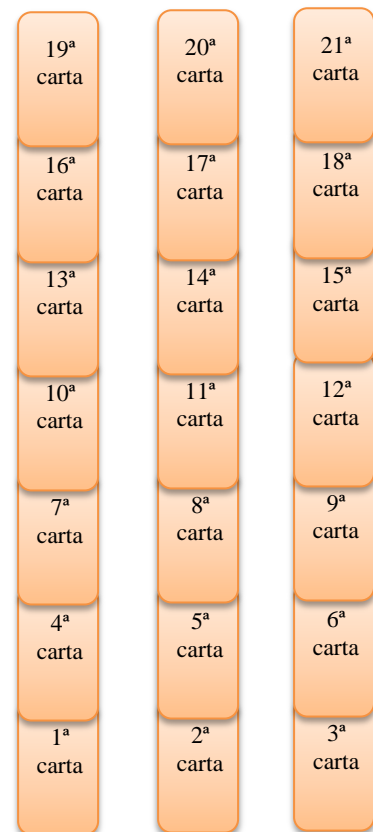 19ª
carta
20ª
carta
21ª
carta
16ª
carta
17ª
carta
18ª
carta
13ª
carta
14ª
carta
15ª
carta
10ª
carta
11ª
carta
12ª
carta
7ª
carta
8ª
carta
9ª
carta
4ª
carta
5ª
carta
6ª
carta
1ª
carta
2ª
carta
3ª
carta